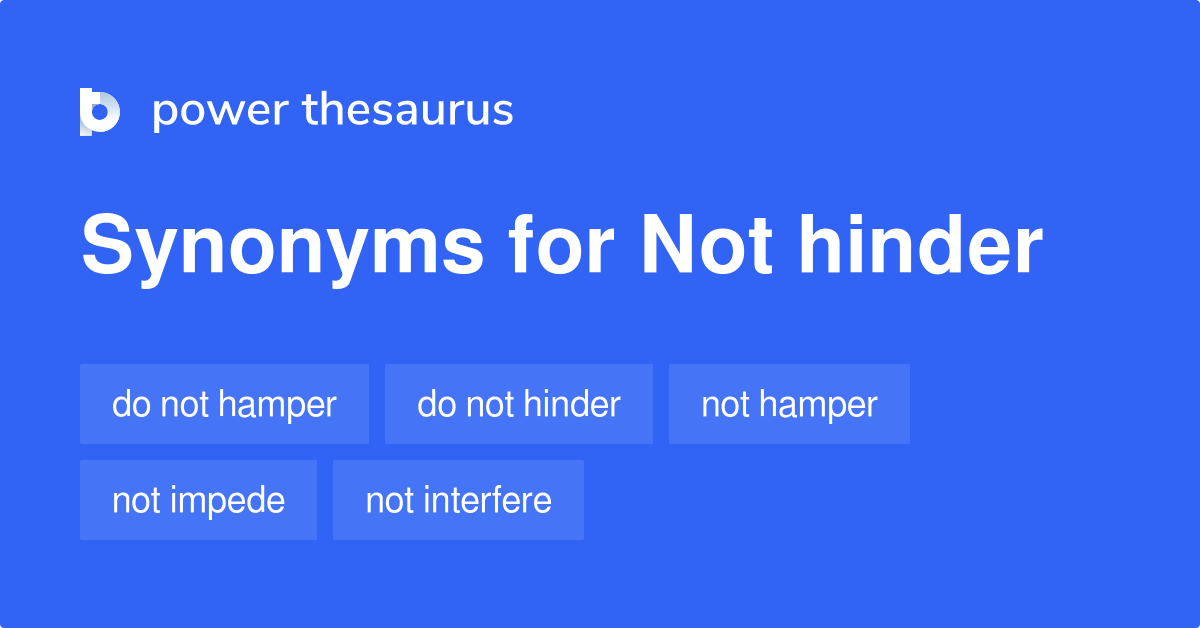 power thesaurus
Synonyms for Not hinder
do not hamper do not hinder not hamper
not impede not interfere